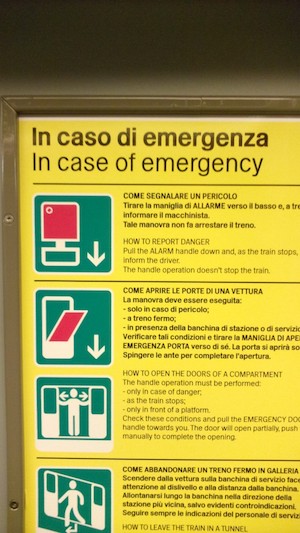 In caso di emergenza
In case of emergency
COME SEGNALARE UN PERICOLO
Tirare la maniglia di ALLARME verso il basso e, a
informare il macchinista.
Tale manovra non fa arrestare il treno.
HOW TO REPORT DANGER
Pull the ALARM handle down and, as the train stops,
inform the driver.
The handle operation doesn't stop the train.
COME APRIRE LE PORTE DI UNA VETTURA
La manovra deve essere eseguita:
- solo in caso di pericolo;
- a treno fermo;
- in presenza della banchina di stazione o di
Verificare tali condizioni e tirare la MANIGLIA DI
EMERGENZA PORTA verso di sé. La porta si aprirà
Spingere le ante per completare l'apertura.
HOW TO OPEN THE DOORS OF A COMPARTMENT
The handle operation must be performed:
- only in case of danger;
- as the train stops;
- only in front of a platform.
Check these conditions and pull the EMERGENCY
handle towards you. The door will open partially, push
manually to complete the opening.
COME ABBANDONARE UN TRENO FERMO IN GALLERIA
Scendere dalla vettura sulla banchina di servizio
attenzione al dislivello e alla distanza dalla banchina.
Allontanarsi lungo la banchina nella direzione della
stazione più vicina, salvo evidenti controindicazioni.
Seguire sempre le indicazioni del personale di
HOW TO LEAVE THE TRAIN IN A TUNNEL